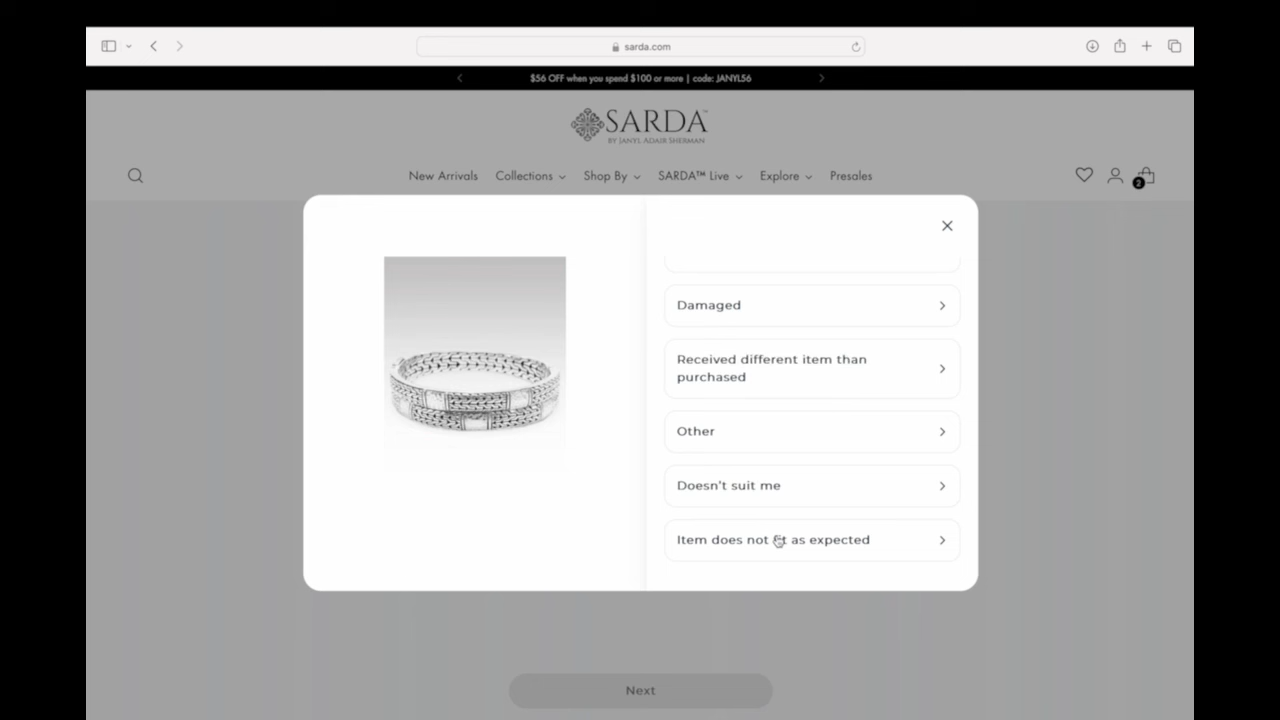 sarda.com
$56 OFF when you spend $100 or more | code: JANYL56
SARDA™
BY JANYL ADAIR SHERMAN
New Arrivals Collections Shop By SARDA™ Live Explore Presales
2
Damaged
Received different item than
purchased
Other
Doesn't suit me
Item does not fit as expected
Next